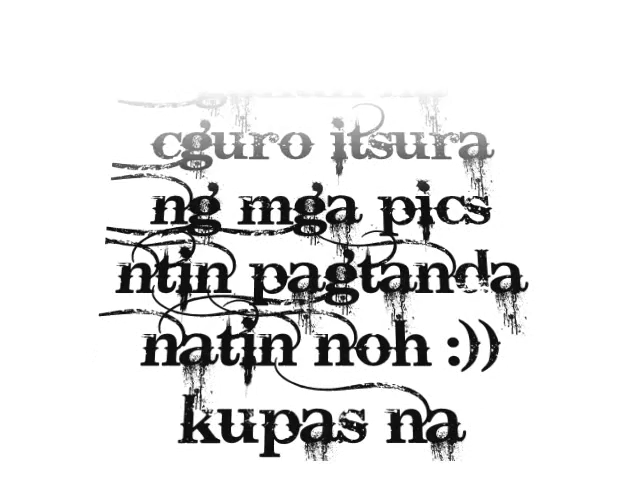 cguro itsura
ng mga pics
ntin pagtanda
natin noh :))
kupas na